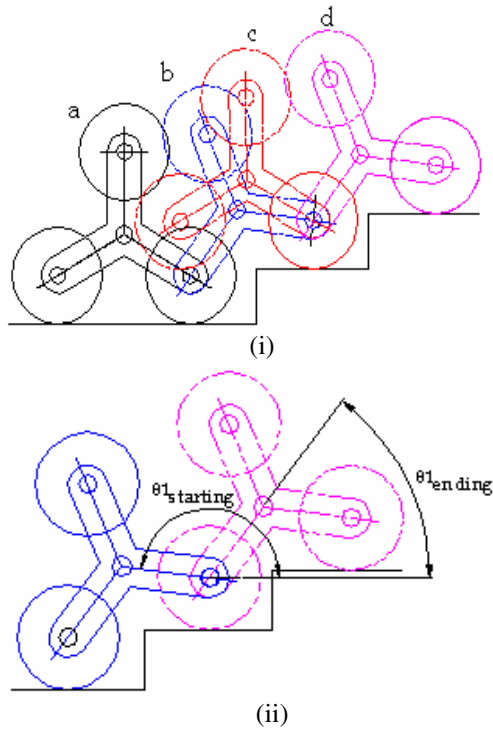 d
c
b
a
(i)
θ1starting
θ1ending
(ii)